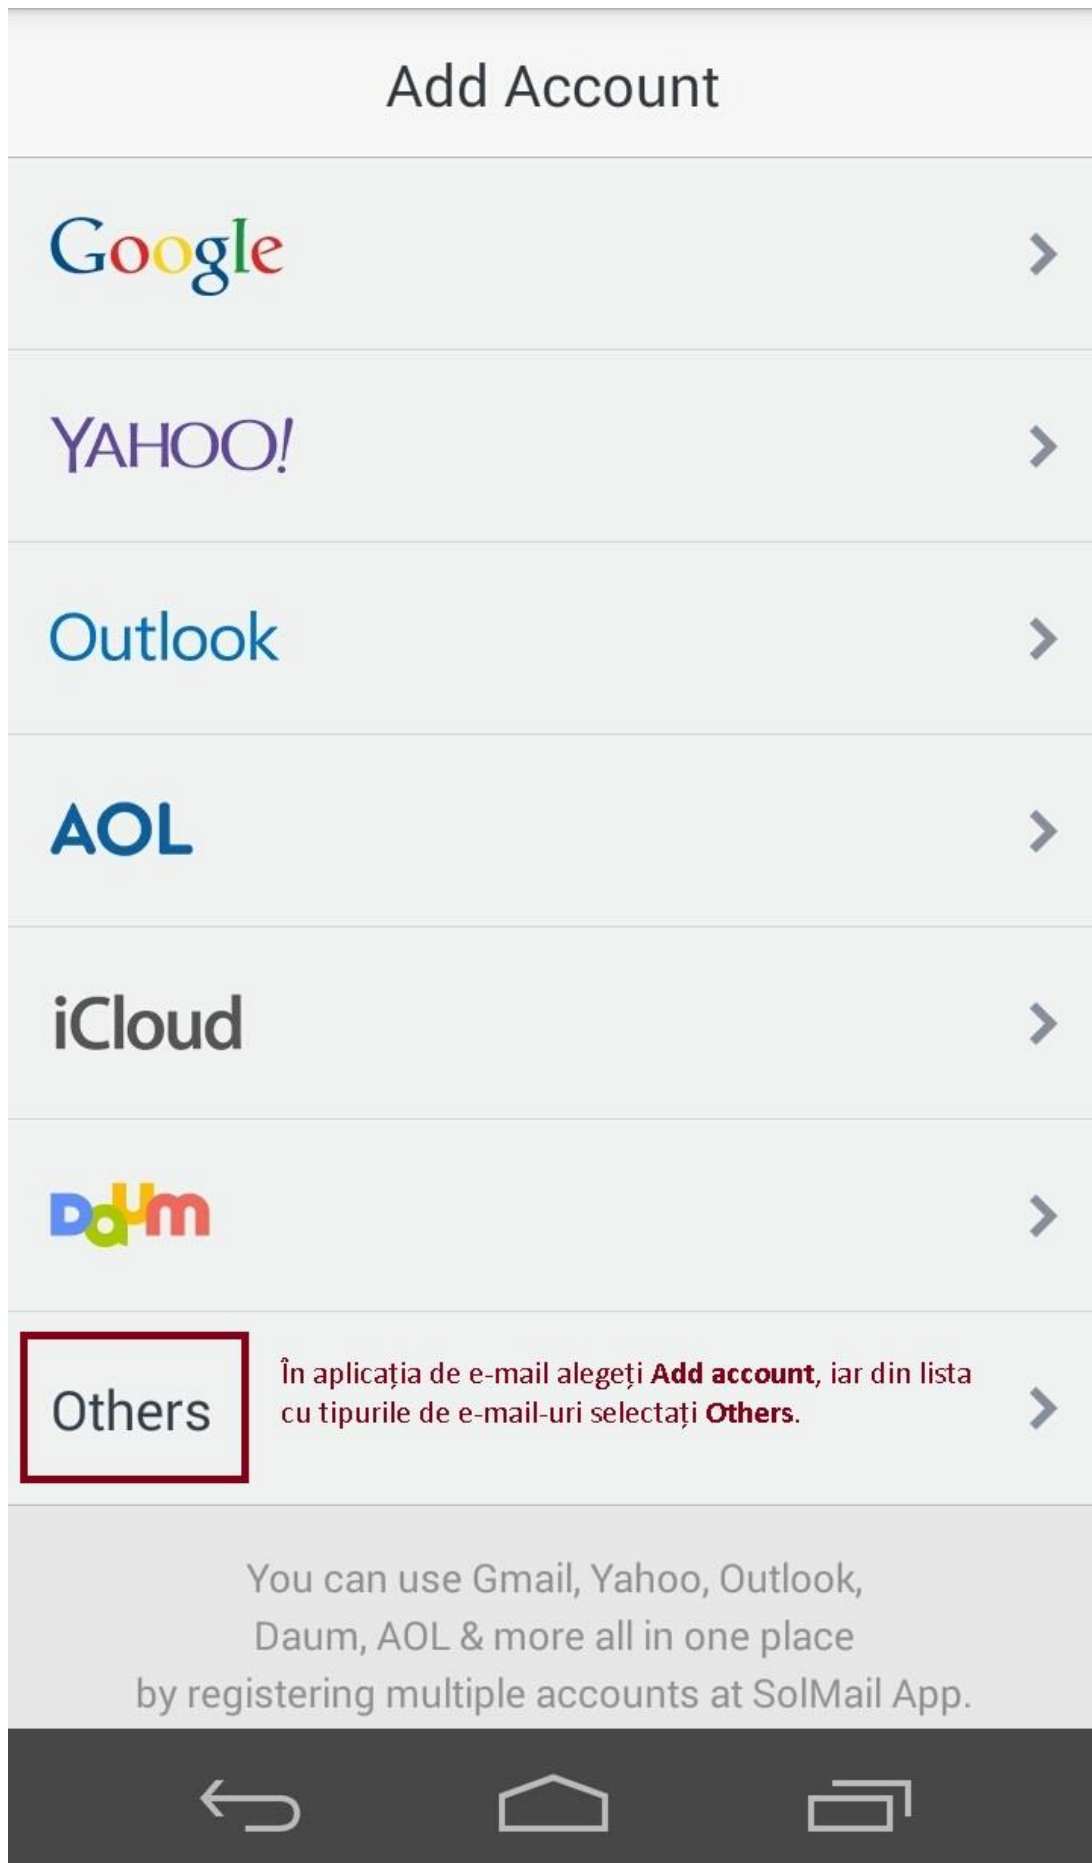 Add Account
Google
YAHOO!
Outlook
AOL
iCloud
Daum
Others
În aplicația de e-mail alegeți Add account, iar din lista
cu tipurile de e-mail-uri selectați Others.
You can use Gmail, Yahoo, Outlook,
Daum, AOL & more all in one place
by registering multiple accounts at SolMail App.